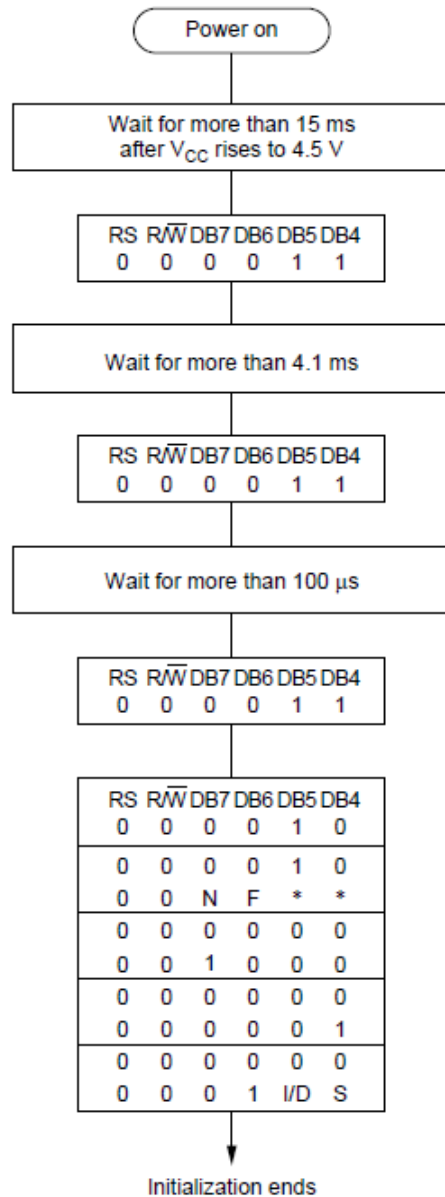 Power on
Wait for more than 15 ms
after VCC rises to 4.5 V
RS R/W̅ DB7 DB6 DB5 DB4
0 0 0 0 1 1
Wait for more than 4.1 ms
RS R/W̅ DB7 DB6 DB5 DB4
0 0 0 0 1 1
Wait for more than 100 μs
RS R/W̅ DB7 DB6 DB5 DB4
0 0 0 0 1 1
RS R/W̅ DB7 DB6 DB5 DB4
0 0 0 0 1 0
0 0 0 0 1 0
0 0 N F * *
0 0 0 0 0 0
0 0 1 0 0 0
0 0 0 0 0 0
0 0 0 0 0 1
0 0 0 0 0 0
0 0 0 1 I/D S
Initialization ends